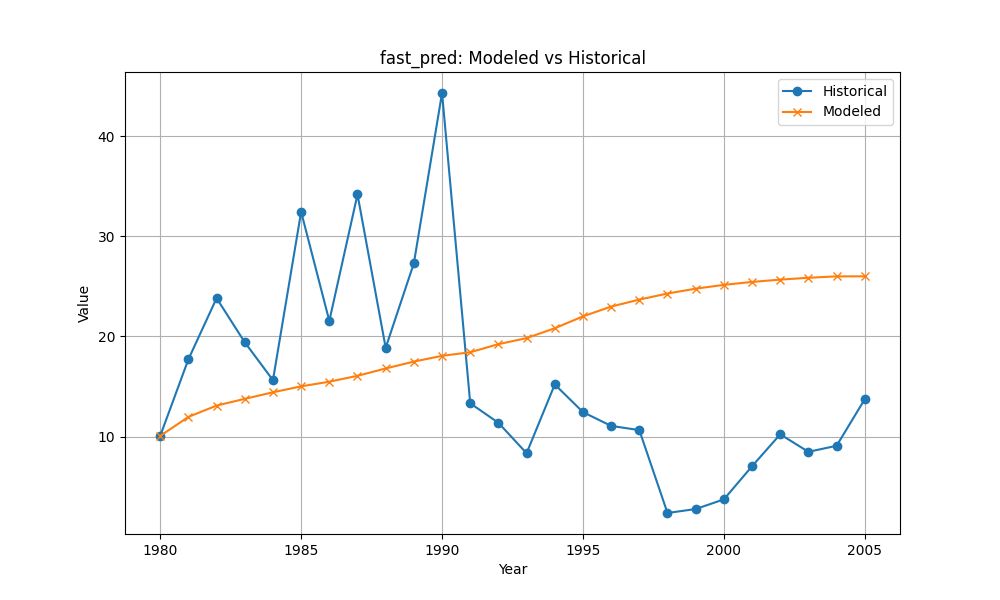 fast_pred: Modeled vs Historical
Historical
Modeled
Value
40
30
20
10
1980 1985 1990 1995 2000 2005
Year